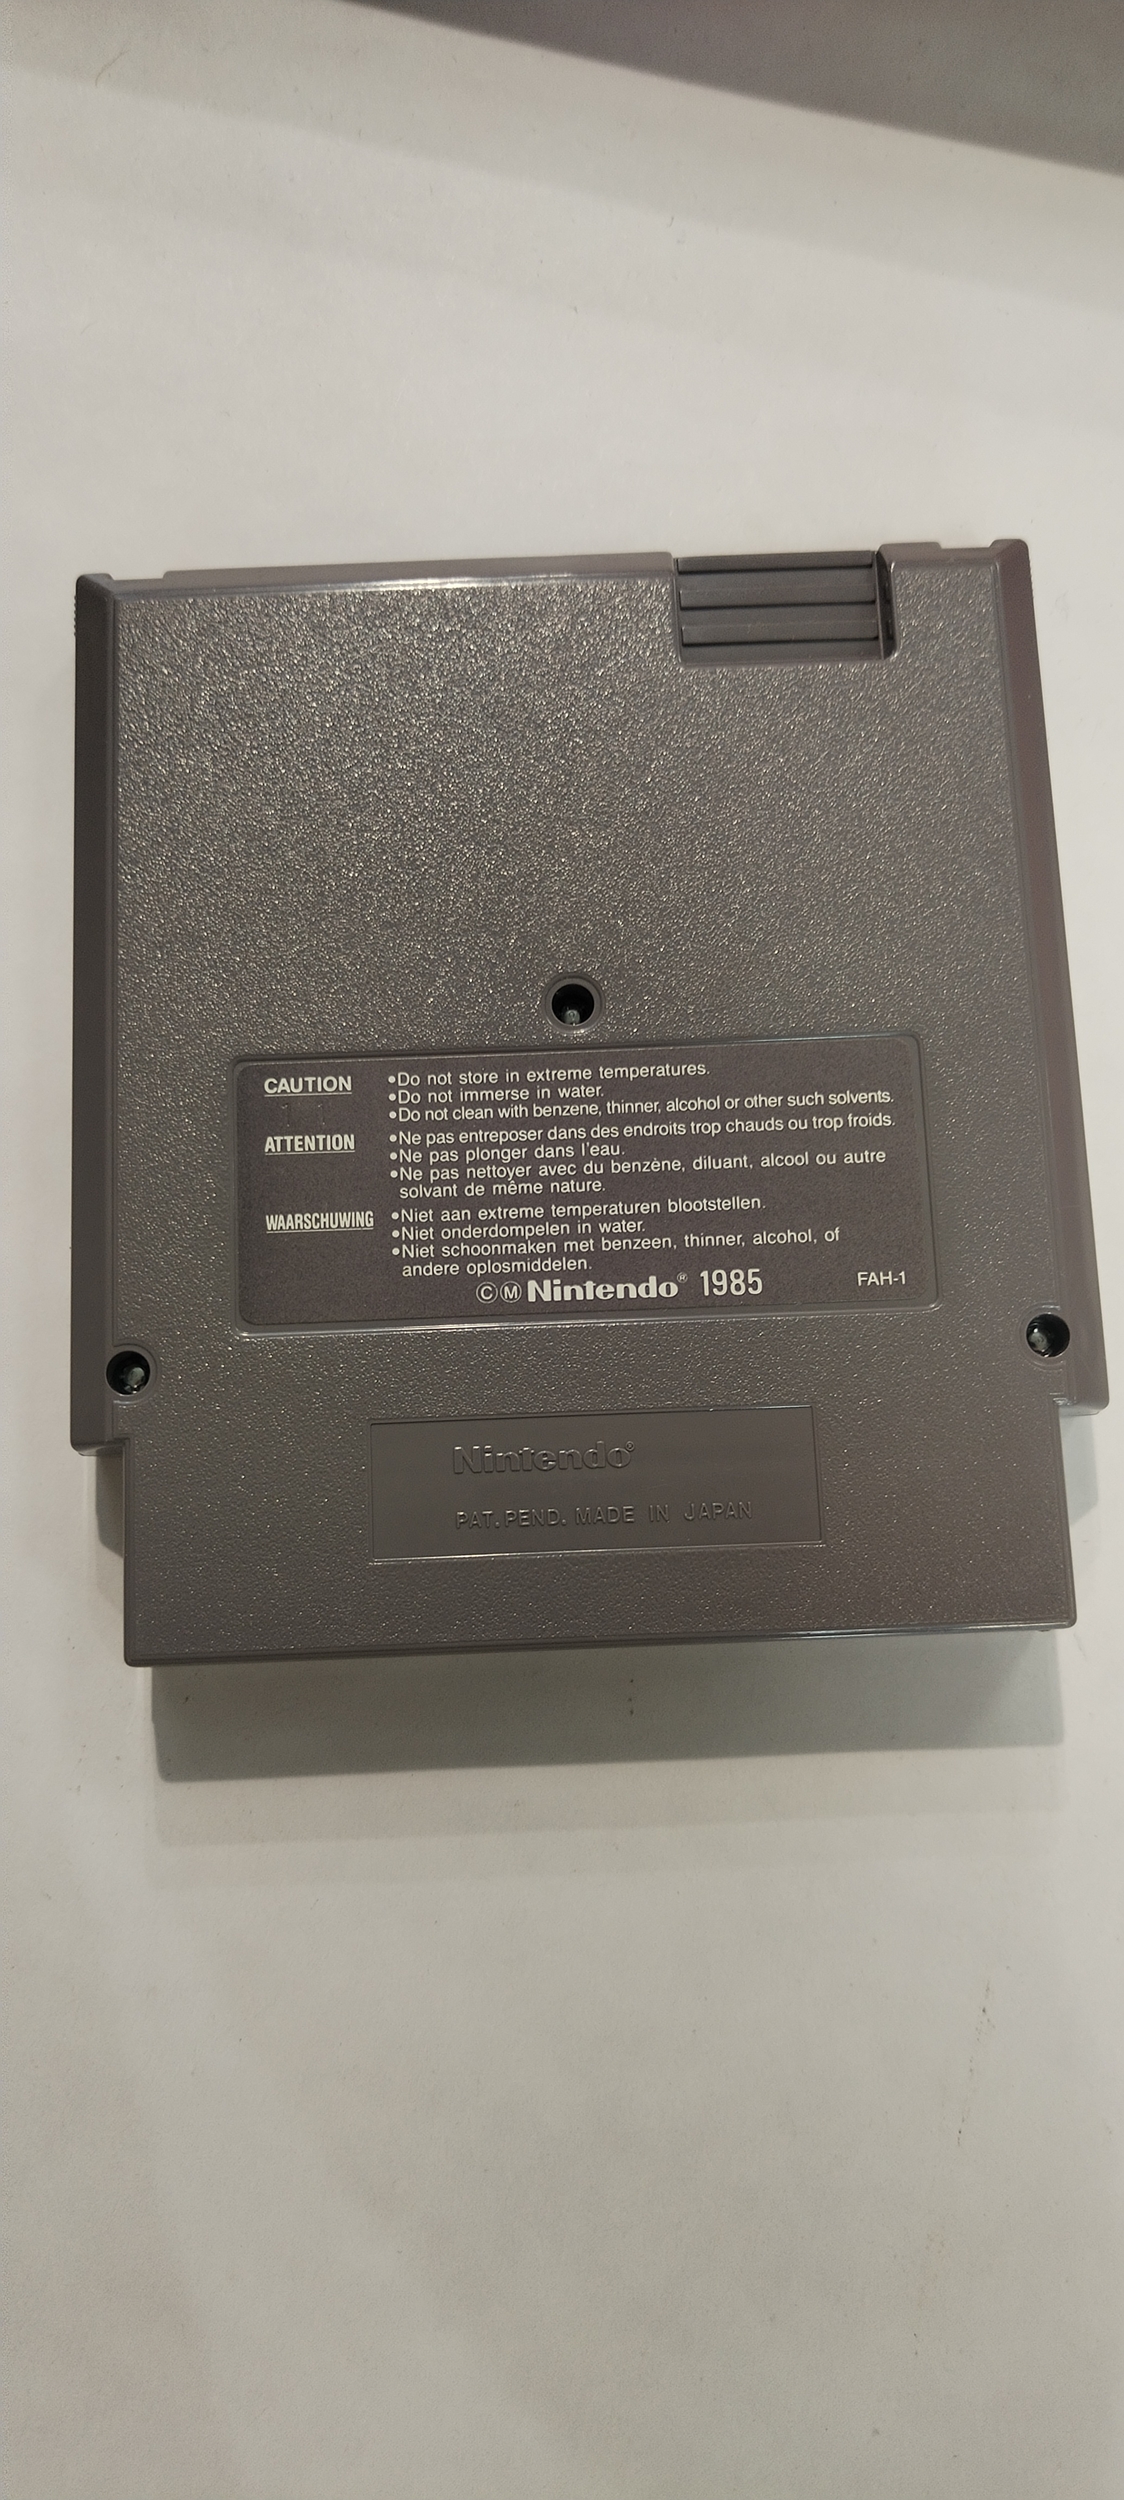 CAUTION •Do not store in extreme temperatures.
•Do not immerse in water.
•Do not clean with benzene, thinner, alcohol or other such solvents.
ATTENTION •Ne pas entreposer dans des endroits trop chauds ou trop froids.
•Ne pas plonger dans l'eau.
•Ne pas nettoyer avec du benzène, diluant, alcool ou autre
solvant de même nature.
WAARSCHUWING •Niet aan extreme temperaturen blootstellen.
•Niet onderdompelen in water.
•Niet schoonmaken met benzeen, thinner, alcohol, of
andere oplosmiddelen.
©Ⓜ Nintendo® 1985 FAH-1
Nintendo®
PAT. PEND. MADE IN JAPAN